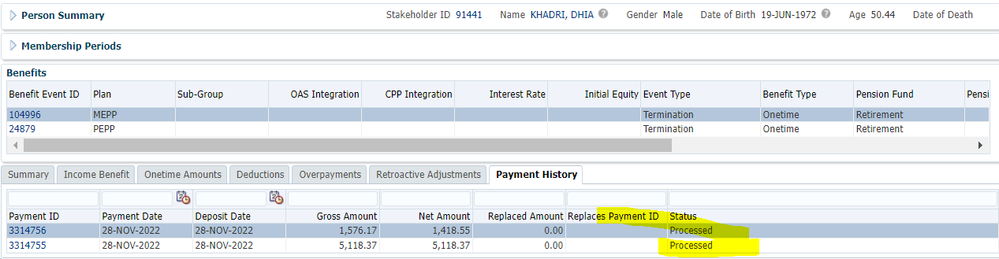 Person Summary Stakeholder ID 91441 Name KHADRI, DHIA Gender Male Date of Birth 19-JUN-1972 Age 50.44 Date of Death
Membership Periods
Benefits
Benefit Event ID Plan Sub-Group OAS Integration CPP Integration Interest Rate Initial Equity Event Type Benefit Type Pension Fund Pensi
104996 MEPP Termination Onetime Retirement
24879 PEPP Termination Onetime Retirement
Summary Income Benefit Onetime Amounts Deductions Overpayments Retroactive Adjustments Payment History
Payment ID Payment Date Deposit Date Gross Amount Net Amount Replaced Amount Replaces Payment ID Status
3314756 28-NOV-2022 28-NOV-2022 1,576.17 1,418.55 0.00 Processed
3314755 28-NOV-2022 28-NOV-2022 5,118.37 5,118.37 0.00 Processed